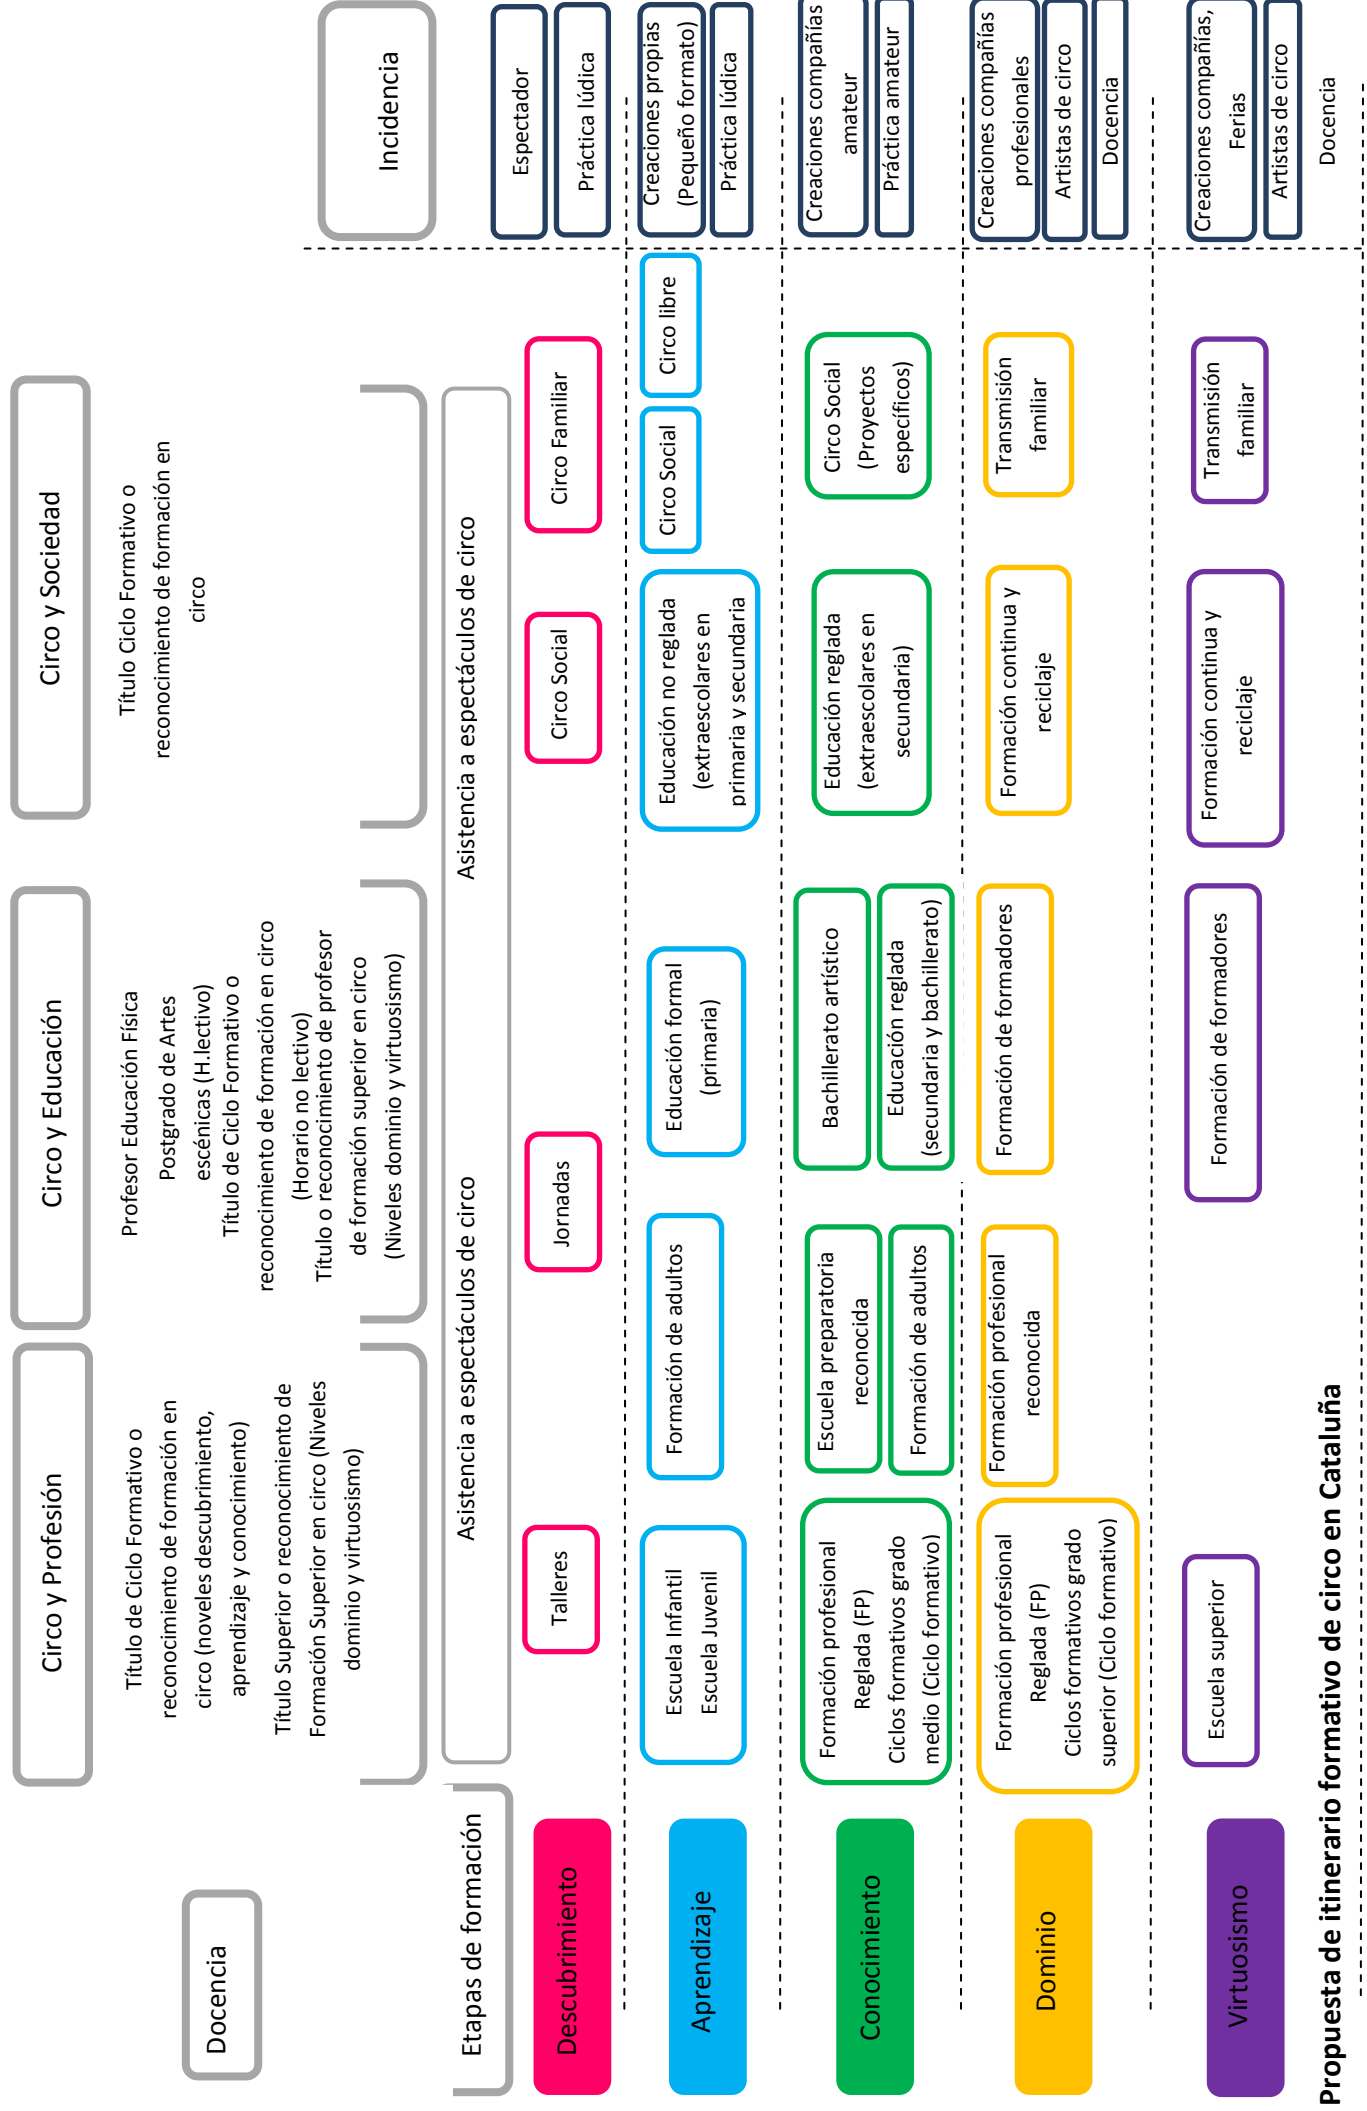 Circo y Profesión
Circo y Educación
Circo y Sociedad
Docencia
Título de Ciclo Formativo o
reconocimiento de formación en
circo (noveles descubrimiento,
aprendizaje y conocimiento)
Título Superior o reconocimiento de
Formación Superior en circo (Niveles
dominio y virtuosismo)
Profesor Educación Física
Postgrado de Artes
escénicas (H.lectivo)
Título de Ciclo Formativo o
reconocimiento de formación en circo
(Horario no lectivo)
Título o reconocimiento de profesor
de formación superior en circo
(Niveles dominio y virtuosismo)
Título Ciclo Formativo o
reconocimiento de formación en
circo
Incidencia
Etapas de formación
Asistencia a espectáculos de circo
Asistencia a espectáculos de circo
Descubrimiento
Talleres
Jornadas
Circo Social
Circo Familiar
Espectador
Práctica lúdica
Aprendizaje
Escuela Infantil
Escuela Juvenil
Formación de adultos
Educación formal
(primaria)
Educación no reglada
(extraescolares en
primaria y secundaria
Circo Social
Circo libre
Creaciones propias
(Pequeño formato)
Práctica lúdica
Conocimiento
Formación profesional
Reglada (FP)
Ciclos formativos grado
medio (Ciclo formativo)
Escuela preparatoria
reconocida
Formación de adultos
Bachillerato artístico
Educación reglada
(secundaria y bachillerato)
Educación reglada
(extraescolares en
secundaria)
Circo Social
(Proyectos
específicos)
Creaciones compañías
amateur
Práctica amateur
Dominio
Formación profesional
Reglada (FP)
Ciclos formativos grado
superior (Ciclo formativo)
Formación profesional
reconocida
Formación de formadores
Formación continua y
reciclaje
Transmisión
familiar
Creaciones compañías
profesionales
Artistas de circo
Docencia
Virtuosismo
Escuela superior
Formación de formadores
Formación continua y
reciclaje
Transmisión
familiar
Creaciones compañías,
Ferias
Artistas de circo
Docencia
Propuesta de itinerario formativo de circo en Cataluña